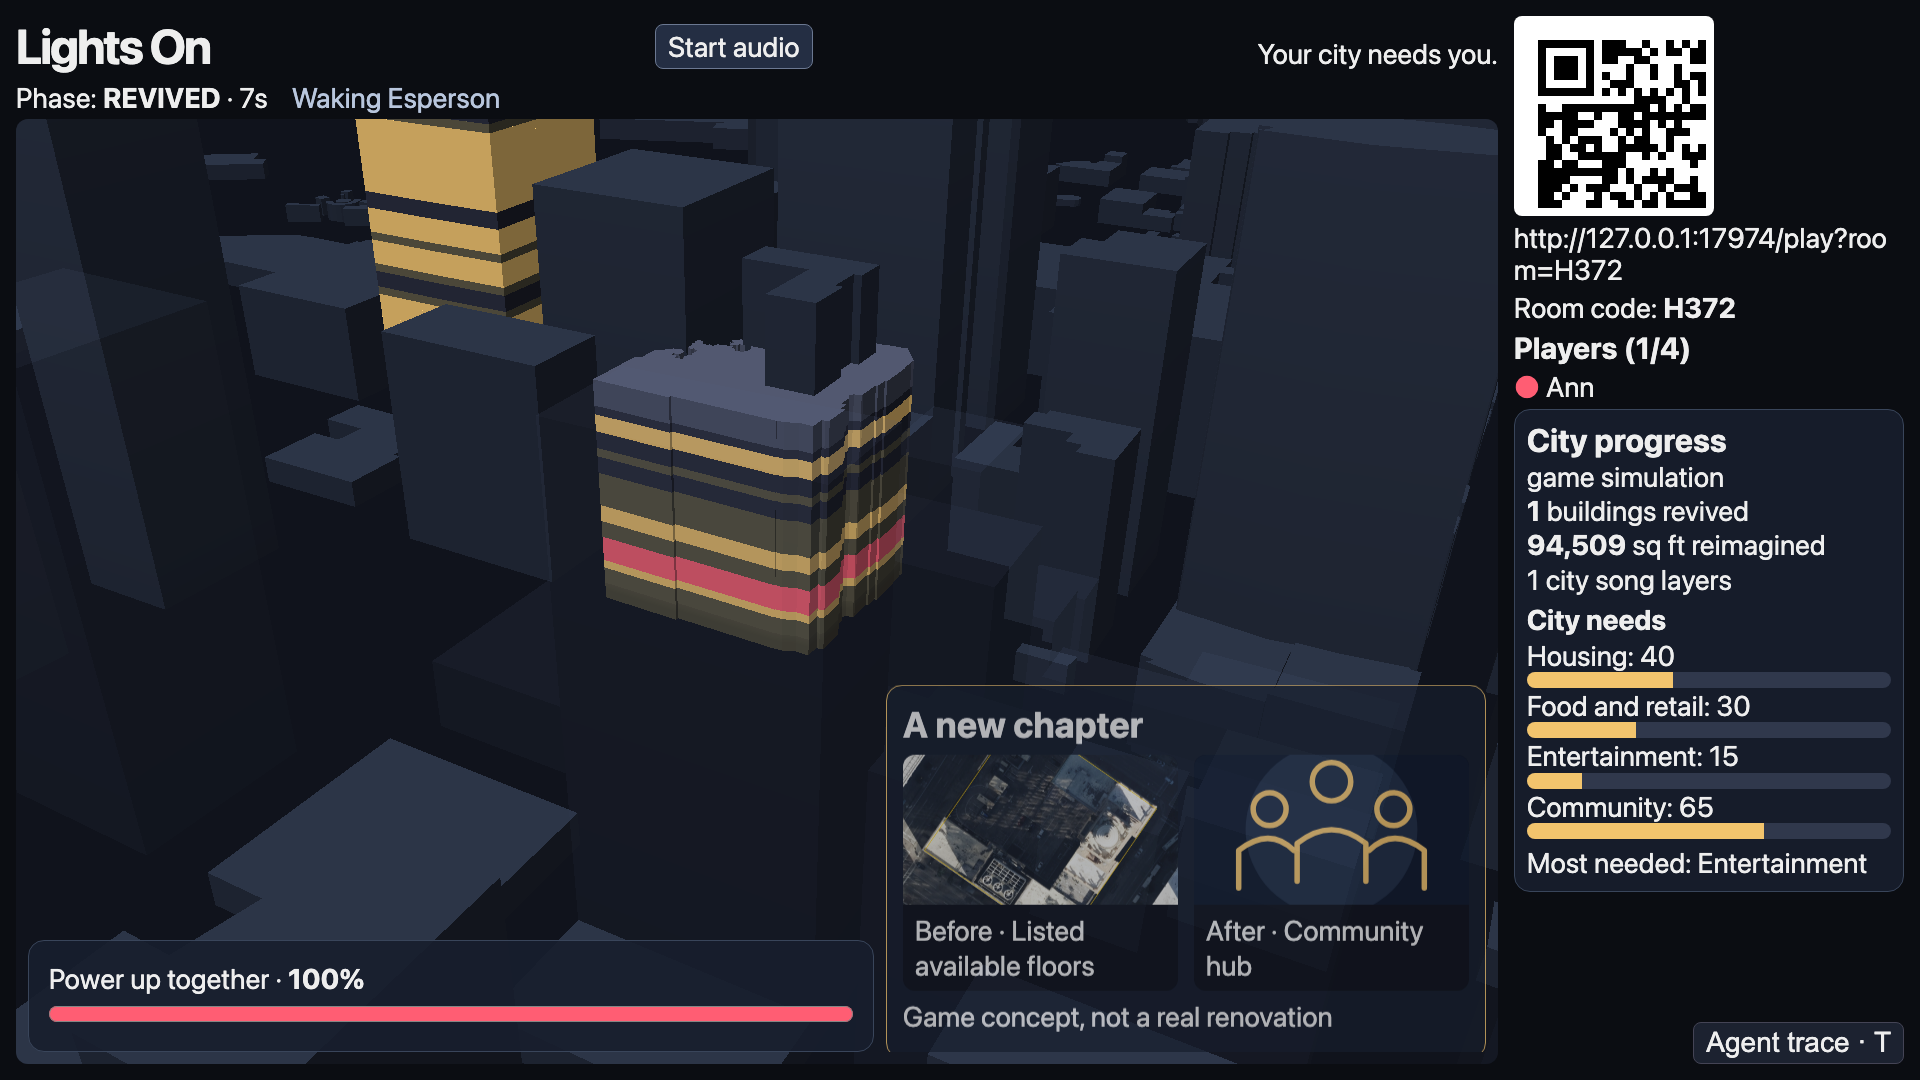 Lights On
Start audio
Your city needs you.
Phase: REVIVED · 7s Waking Esperson
http://127.0.0.1:17974/play?roo
m=H372
Room code: H372
Players (1/4)
Ann
City progress
game simulation
1 buildings revived
94,509 sq ft reimagined
1 city song layers
City needs
Housing: 40
Food and retail: 30
Entertainment: 15
Community: 65
Most needed: Entertainment
A new chapter
Before · Listed
available floors
After · Community
hub
Game concept, not a real renovation
Power up together · 100%
Agent trace · T